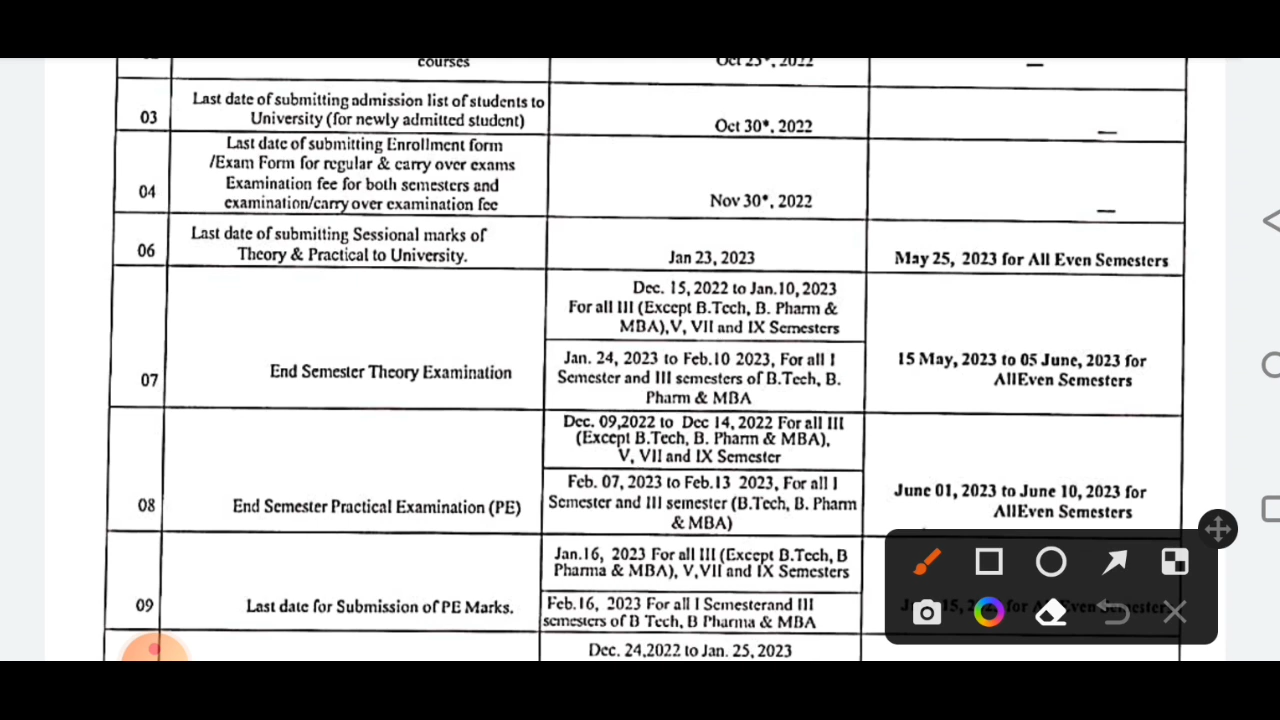 courses
Oct 25*, 2022
—
03
Last date of submitting admission list of students to
University (for newly admitted student)
Oct 30*, 2022
—
04
Last date of submitting Enrollment form
/Exam Form for regular & carry over exams
Examination fee for both semesters and
examination/carry over examination fee
Nov 30*, 2022
—
06
Last date of submitting Sessional marks of
Theory & Practical to University.
Jan 23, 2023
May 25, 2023 for All Even Semesters
07
End Semester Theory Examination
Dec. 15, 2022 to Jan.10, 2023
For all III (Except B.Tech, B. Pharm &
MBA),V, VII and IX Semesters
Jan. 24, 2023 to Feb.10 2023, For all I
Semester and III semesters of B.Tech, B.
Pharm & MBA
15 May, 2023 to 05 June, 2023 for
AllEven Semesters
08
End Semester Practical Examination (PE)
Dec. 09,2022 to Dec 14, 2022 For all III
(Except B.Tech, B. Pharm & MBA),
V, VII and IX Semester
Feb. 07, 2023 to Feb.13 2023, For all I
Semester and III semester (B.Tech, B. Pharm
& MBA)
June 01, 2023 to June 10, 2023 for
AllEven Semesters
09
Last date for Submission of PE Marks.
Jan.16, 2023 For all III (Except B.Tech, B
Pharma & MBA), V,VII and IX Semesters
Feb.16, 2023 For all I Semesterand III
semesters of B Tech, B Pharma & MBA
for All Even Semesters
Dec. 24,2022 to Jan. 25, 2023